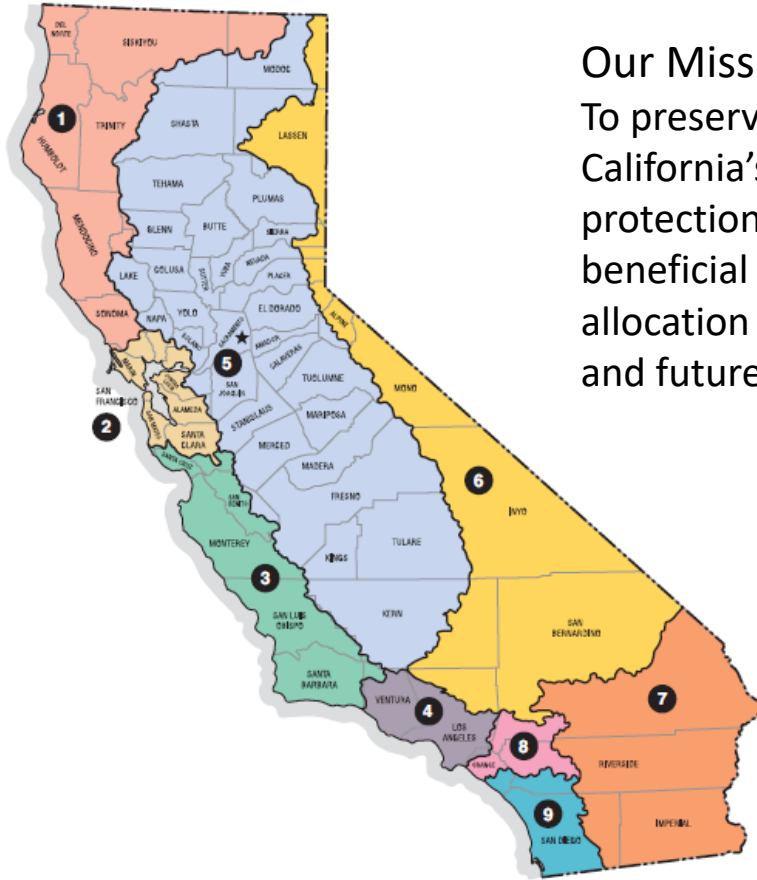 Our Miss
To preserv
California's
protection
beneficial
allocation
and future
DEL
NORTE
SISKIYOU
MODOC
1
TRINITY
HUMBOLDT
SHASTA
LASSEN
TEHAMA
PLUMAS
MENDOCINO
GLENN
BUTTE
SIERRA
LAKE
COLUSA
SUTTER
YUBA
NEVADA
PLACER
SONOMA
NAPA
YOLO
EL DORADO
ALPINE
SOLANO
SACRAMENTO
AMADOR
CALAVERAS
MARIN
5
SAN
JOAQUIN
TUOLUMNE
MONO
SAN
FRANCISCO
2
SAN MATEO
ALAMEDA
SANTA
CLARA
STANISLAUS
MARIPOSA
MERCED
SANTA CRUZ
MADERA
SAN
BENITO
FRESNO
6
INYO
MONTEREY
KINGS
TULARE
3
SAN LUIS
OBISPO
KERN
SAN
BERNARDINO
SANTA
BARBARA
VENTURA
4
LOS
ANGELES
7
8
ORANGE
RIVERSIDE
9
SAN DIEGO
IMPERIAL